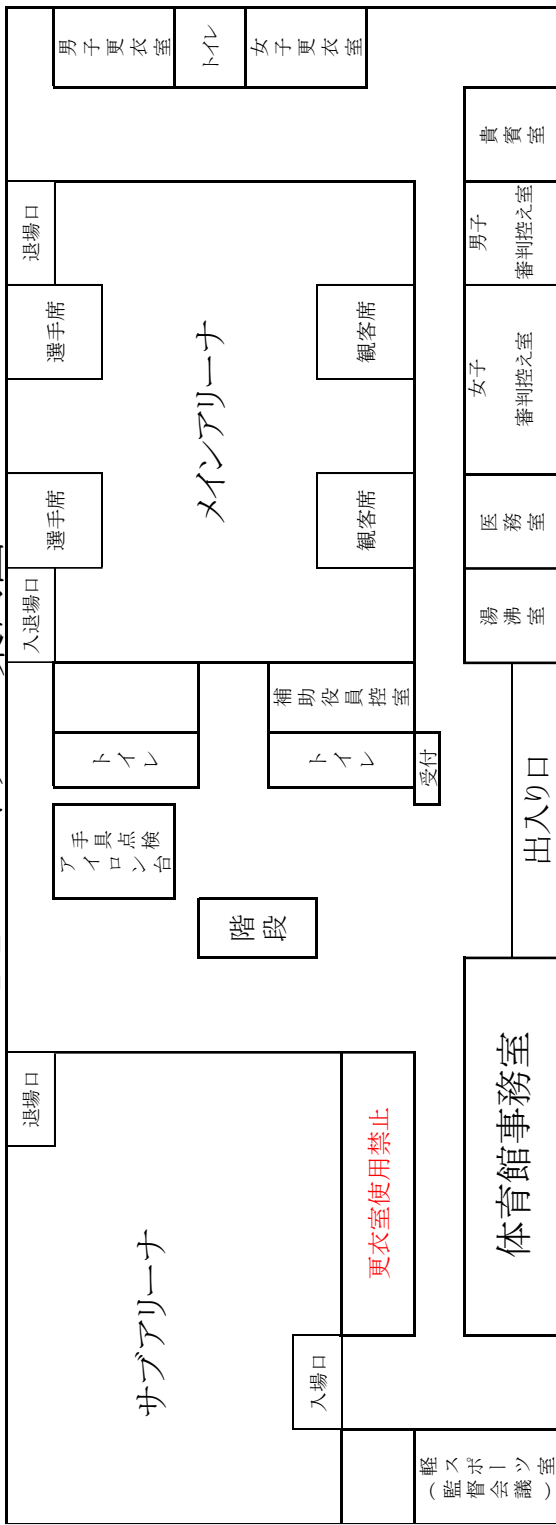 男子更衣室
トイレ
女子更衣室
退場口
選手席
選手席
入退場口
メインアリーナ
観客席
観客席
貴賓室
男子
審判控え室
女子
審判控え室
医務室
湯沸室
補助役員控室
トイレ
トイレ
受付
手具点検
アイロン台
階段
出入り口
退場口
サブアリーナ
更衣室使用禁止
入場口
体育館事務室
軽スポーツ室
（監督会議）